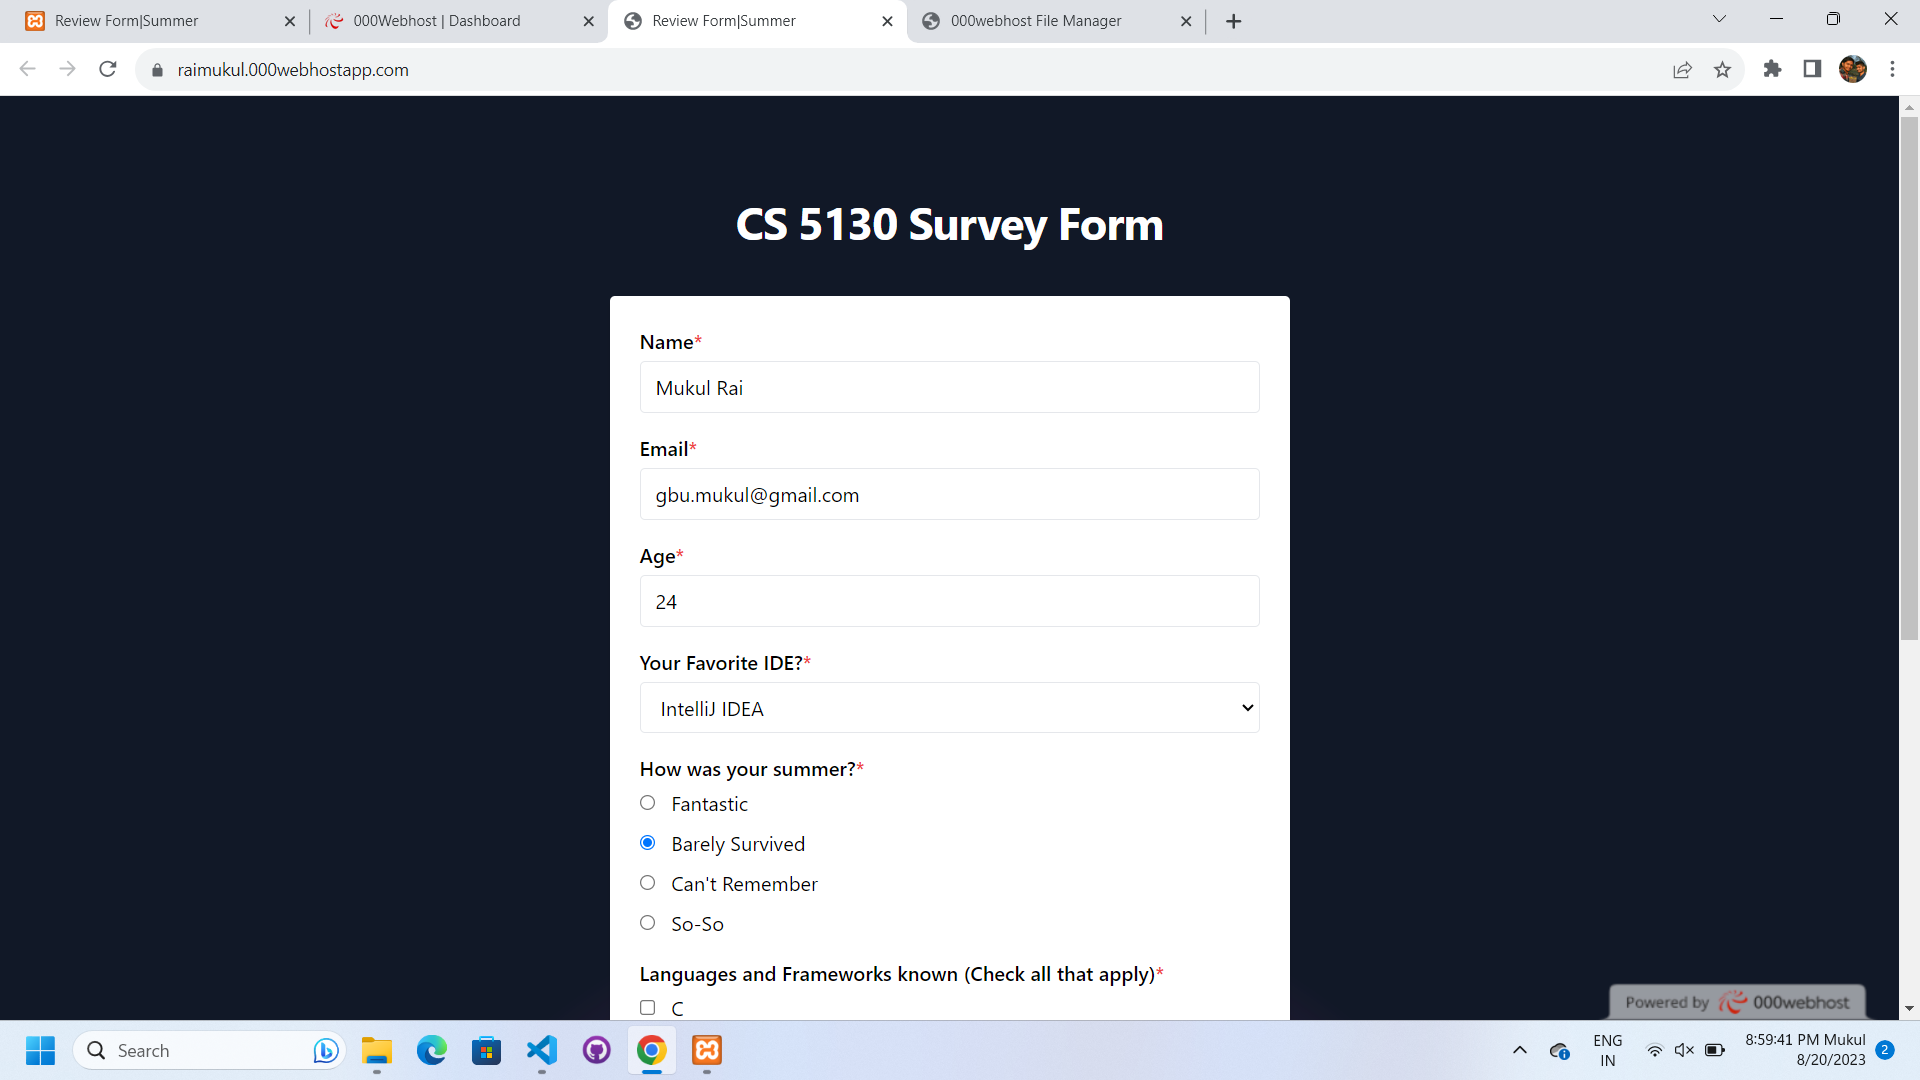 Review Form|Summer
000Webhost | Dashboard
Review Form|Summer
000webhost File Manager
raimukul.000webhostapp.com
CS 5130 Survey Form
Name*
Mukul Rai
Email*
gbu.mukul@gmail.com
Age*
24
Your Favorite IDE?*
IntelliJ IDEA
How was your summer?*
Fantastic
Barely Survived
Can't Remember
So-So
Languages and Frameworks known (Check all that apply)*
C
Powered by 000webhost
Search
ENG
IN
8:59:41 PM Mukul
8/20/2023
2